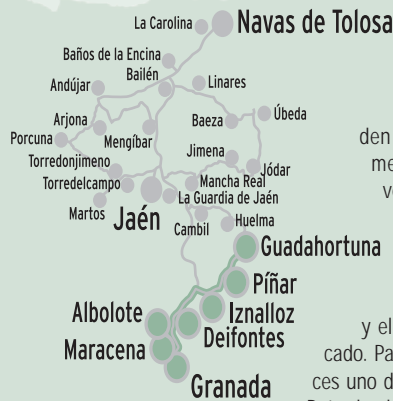 La Carolina
Navas de Tolosa
Baños de la Encina
Bailén
Linares
Andújar
Arjona
Baeza
Úbeda
Porcuna
Mengíbar
Jimena
Torredonjimeno
Jódar
Torredelcampo
Mancha Real
La Guardia de Jaén
Martos
Jaén
Cambil
Huelma
Guadahortuna
Píñar
Albolote
Iznalloz
Deifontes
Maracena
Granada
den
me
v
y el
cado. Pa
ces uno d